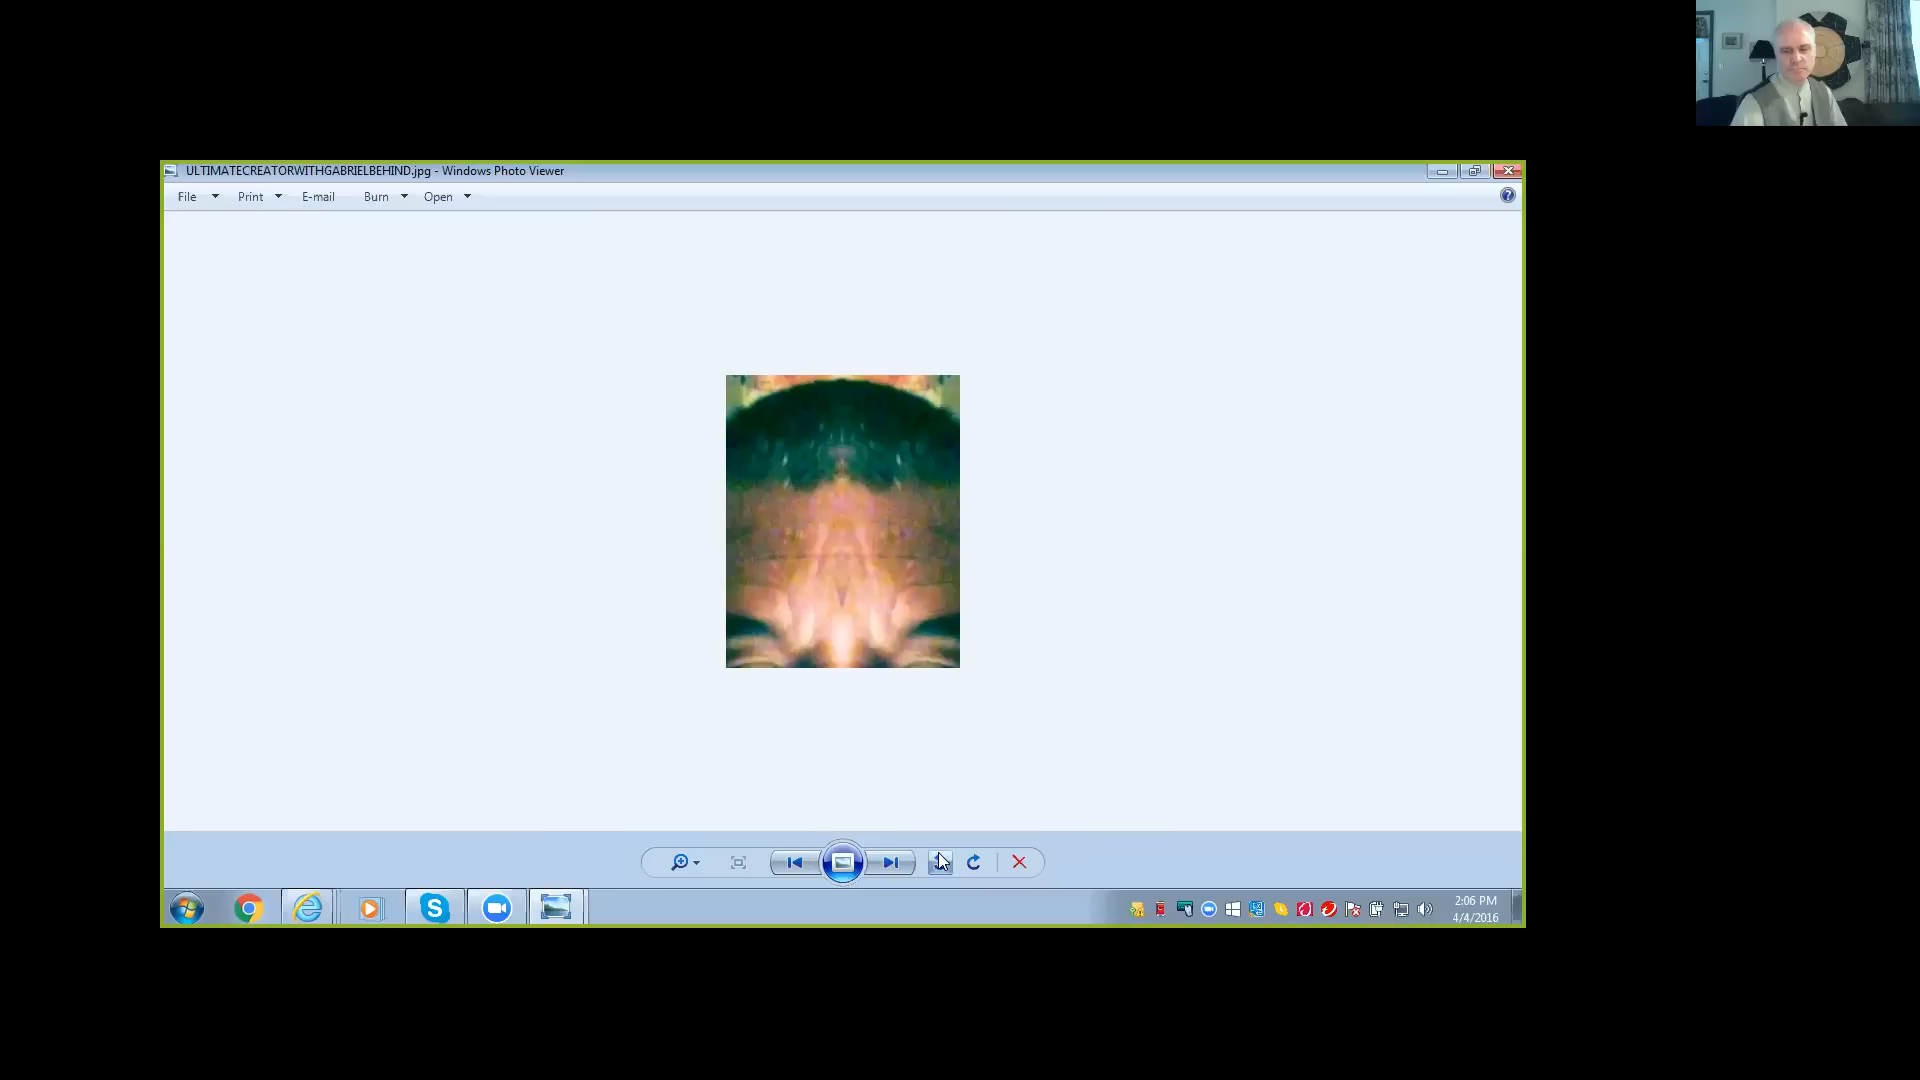 ULTIMATECREATORWITHGABRIELBEHIND.jpg - Windows Photo Viewer
File Print E-mail Burn Open
2:06 PM
4/4/2016